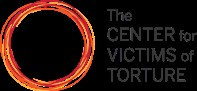 The
CENTER for
VICTIMS of
TORTURE